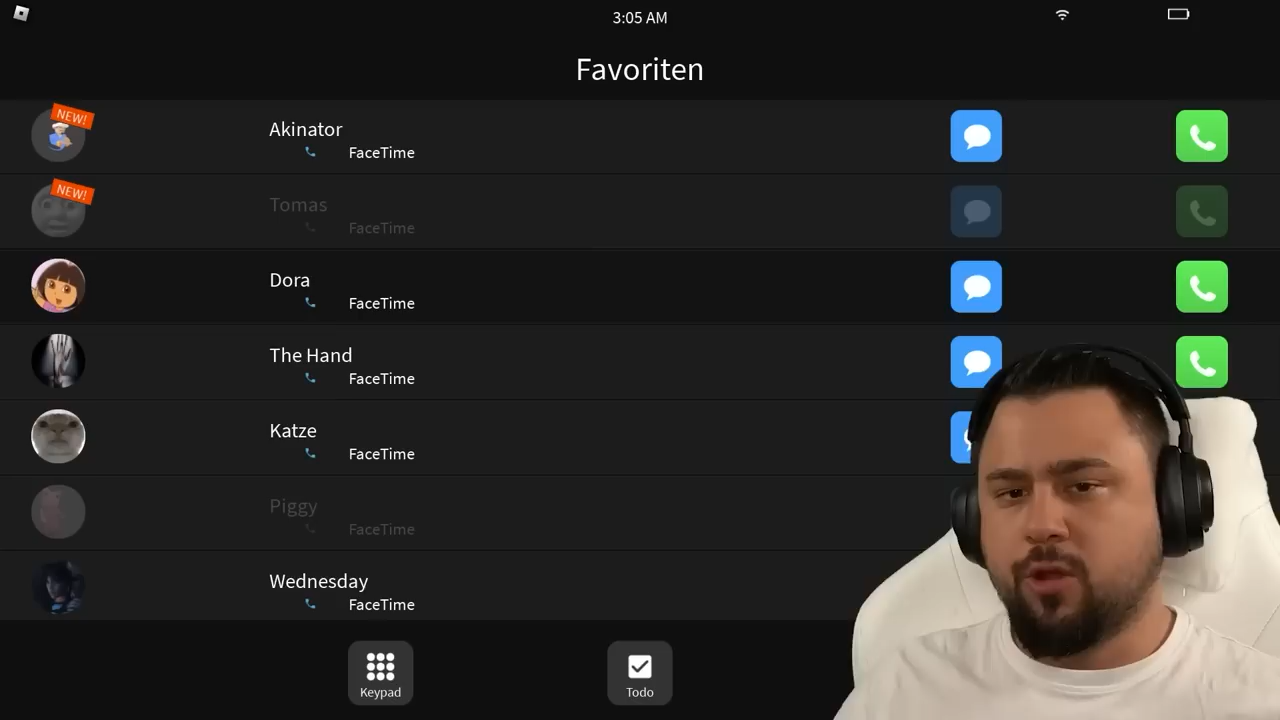 3:05 AM
Favoriten
NEW!
Akinator
FaceTime
NEW!
Tomas
FaceTime
Dora
FaceTime
The Hand
FaceTime
Katze
FaceTime
Piggy
FaceTime
Wednesday
FaceTime
Keypad
Todo